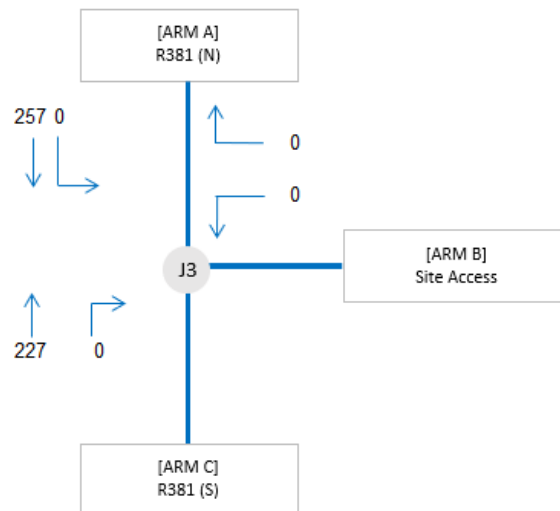 [ARM A]
R381 (N)
257 0
0
0
[ARM B]
Site Access
J3
227 0
[ARM C]
R381 (S)